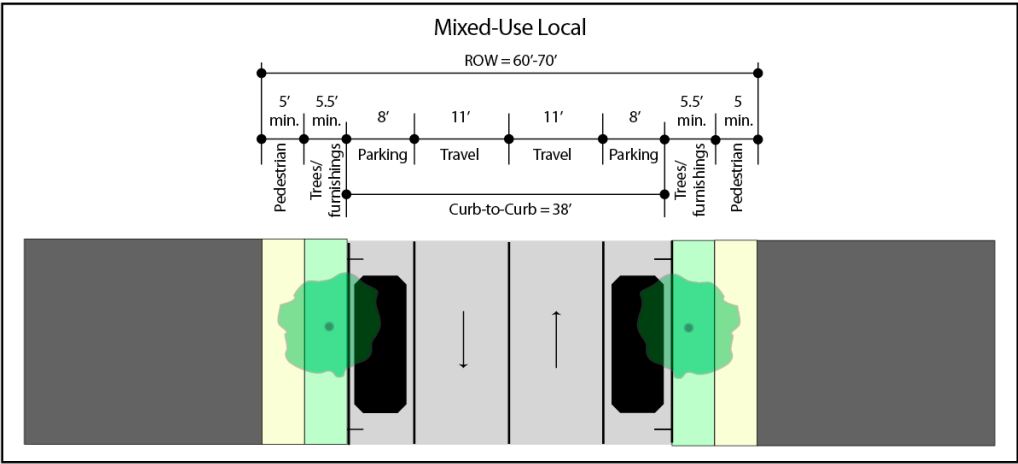 Mixed-Use Local
ROW = 60'-70'
5' min.
5.5' min.
8'
11'
11'
8'
5.5' min.
5 min.
Pedestrian
Trees/
furnishings
Parking
Travel
Travel
Parking
Trees/
furnishings
Pedestrian
Curb-to-Curb = 38'